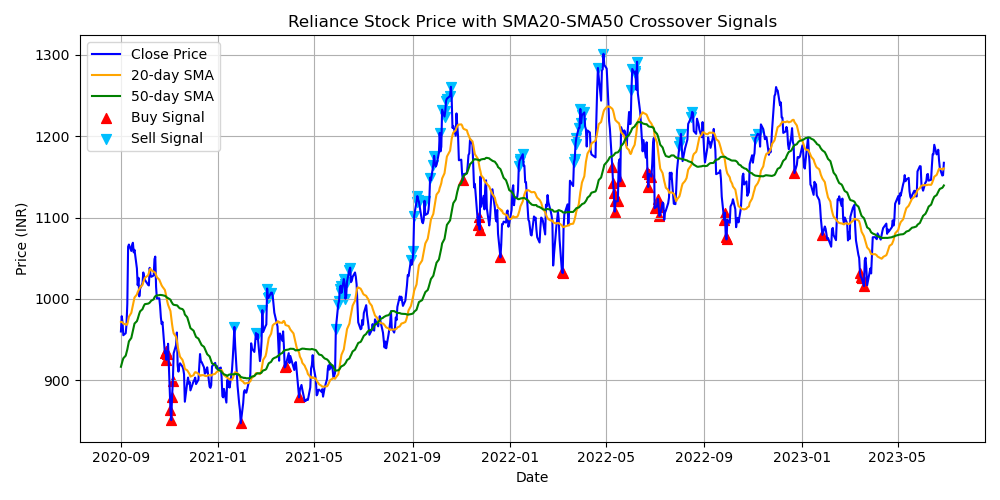 Reliance Stock Price with SMA20-SMA50 Crossover Signals
Close Price
20-day SMA
50-day SMA
Buy Signal
Sell Signal
Price (INR)
1300
1200
1100
1000
900
2020-09 2021-01 2021-05 2021-09 2022-01 2022-05 2022-09 2023-01 2023-05
Date